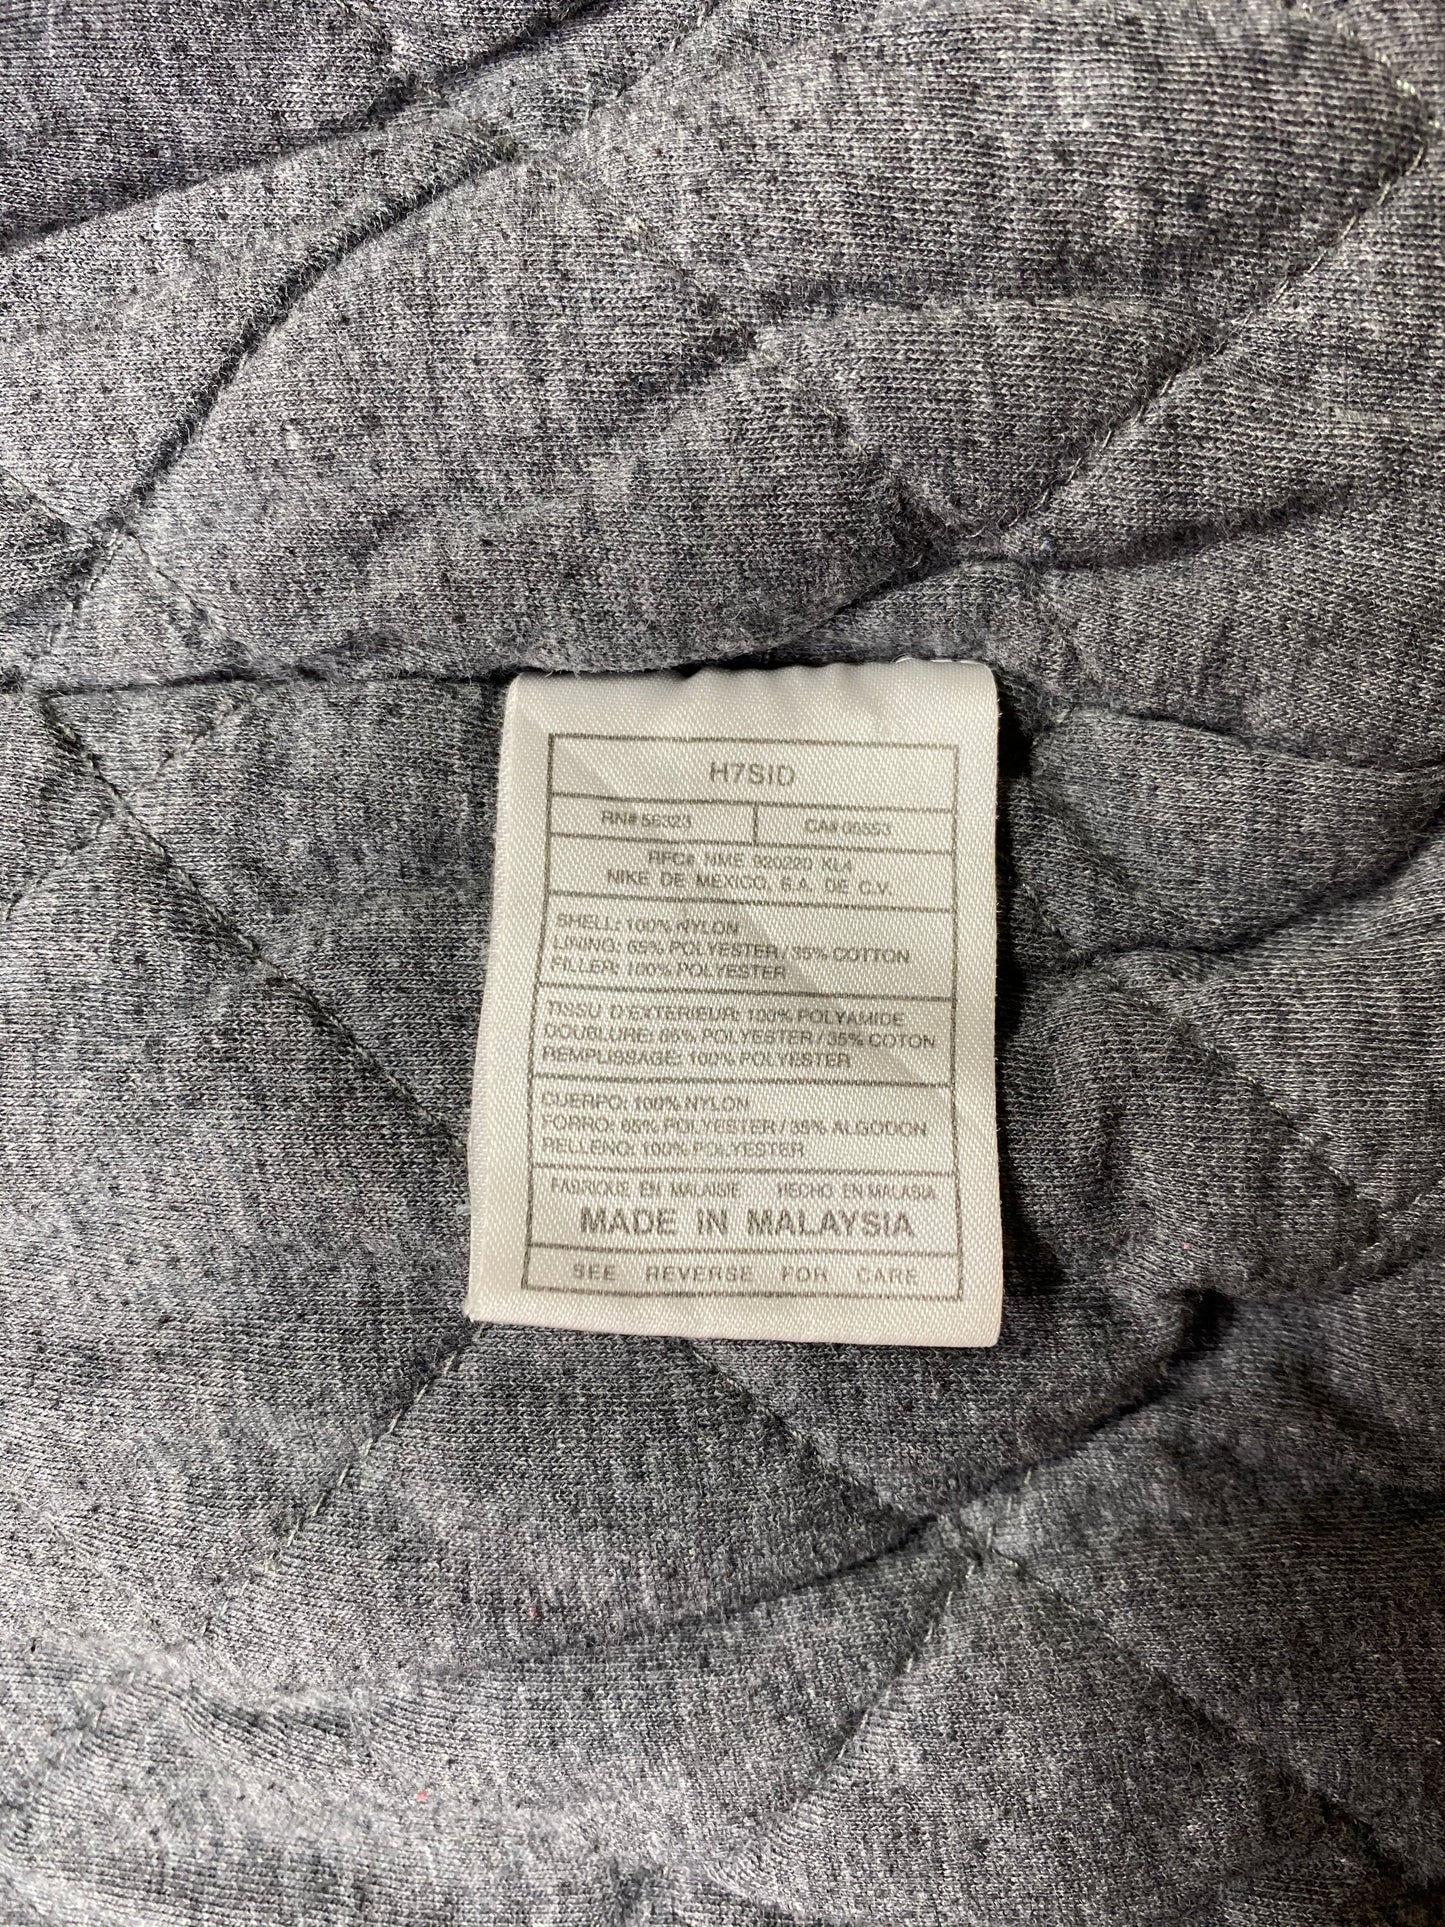 H7SID
RN# 56323 CA# 05553
RFC# NME 920220 KL4
NIKE DE MEXICO, S.A. DE C.V.
SHELL: 100% NYLON
LINING: 65% POLYESTER / 35% COTTON
FILLER: 100% POLYESTER
TISSU D'EXTERIEUR: 100% POLYAMIDE
DOUBLURE: 65% POLYESTER / 35% COTON
REMPLISSAGE: 100% POLYESTER
CUERPO: 100% NYLON
FORRO: 65% POLYESTER / 35% ALGODON
RELLENO: 100% POLYESTER
FABRIQUE EN MALAISIE HECHO EN MALASIA
MADE IN MALAYSIA
SEE REVERSE FOR CARE